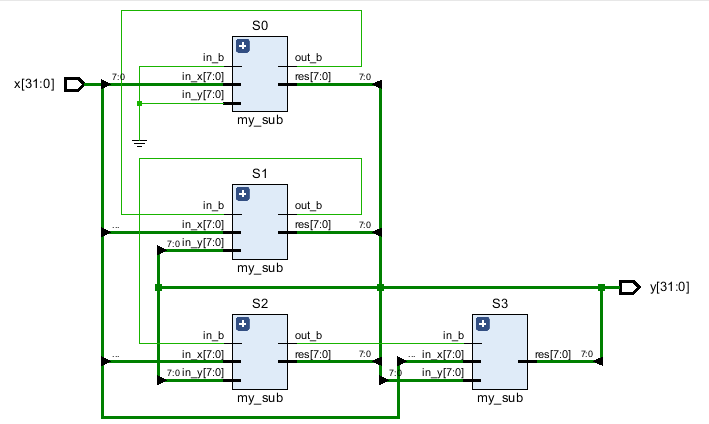 S0
in_b
out_b
x[31:0]
7:0
in_x[7:0]
res[7:0]
7:0
in_y[7:0]
my_sub
S1
in_b
out_b
...
in_x[7:0]
res[7:0]
7:0
7:0
in_y[7:0]
my_sub
y[31:0]
S2
S3
in_b
out_b
in_b
...
in_x[7:0]
res[7:0]
7:0
...
in_x[7:0]
res[7:0]
7:0
7:0
in_y[7:0]
7:0
in_y[7:0]
my_sub
my_sub